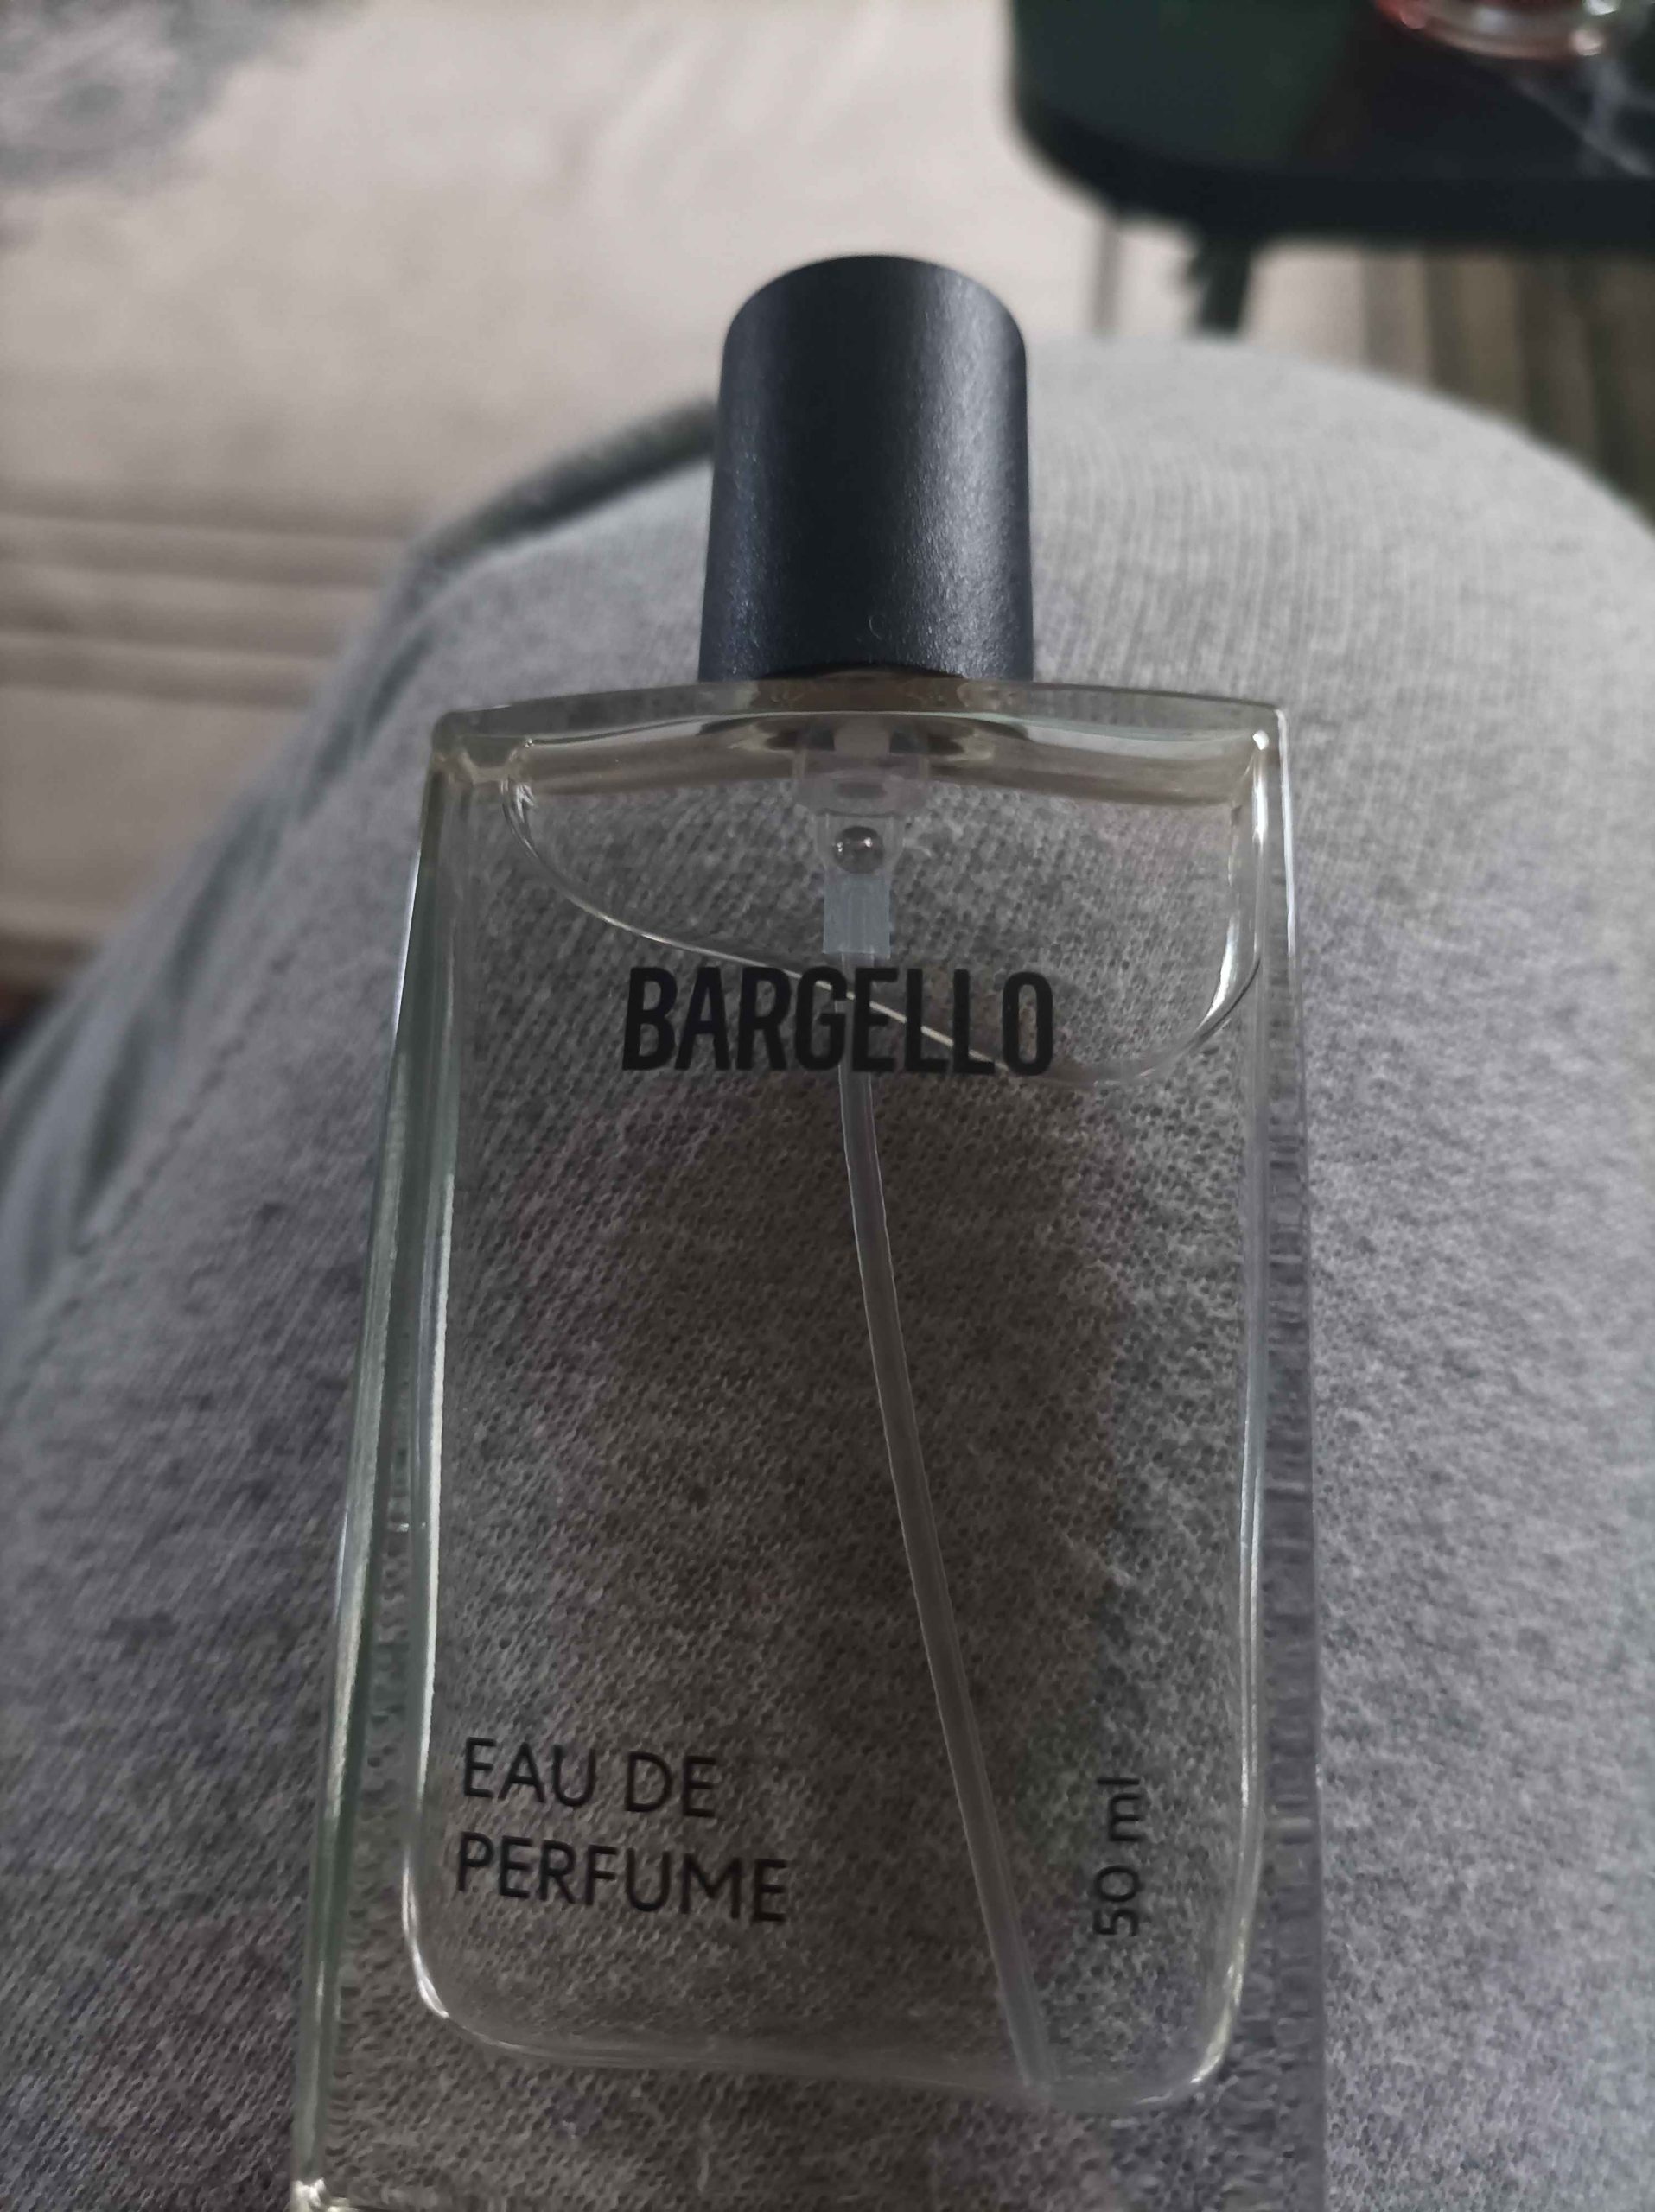 BARGELLO
EAU DE
PERFUME
50 ml